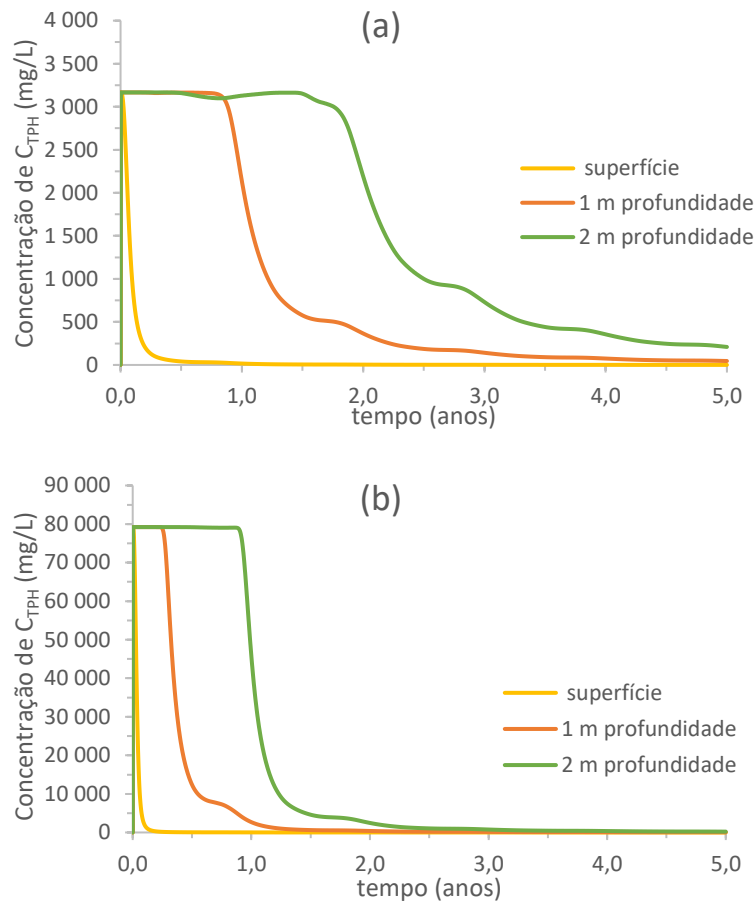 (a)
Concentração de CTPH (mg/L)
4 000
3 500
3 000
2 500
2 000
1 500
1 000
500
0
superfície
1 m profundidade
2 m profundidade
0,0 1,0 2,0 3,0 4,0 5,0
tempo (anos)
(b)
Concentração de CTPH (mg/L)
90 000
80 000
70 000
60 000
50 000
40 000
30 000
20 000
10 000
0
superfície
1 m profundidade
2 m profundidade
0,0 1,0 2,0 3,0 4,0 5,0
tempo (anos)